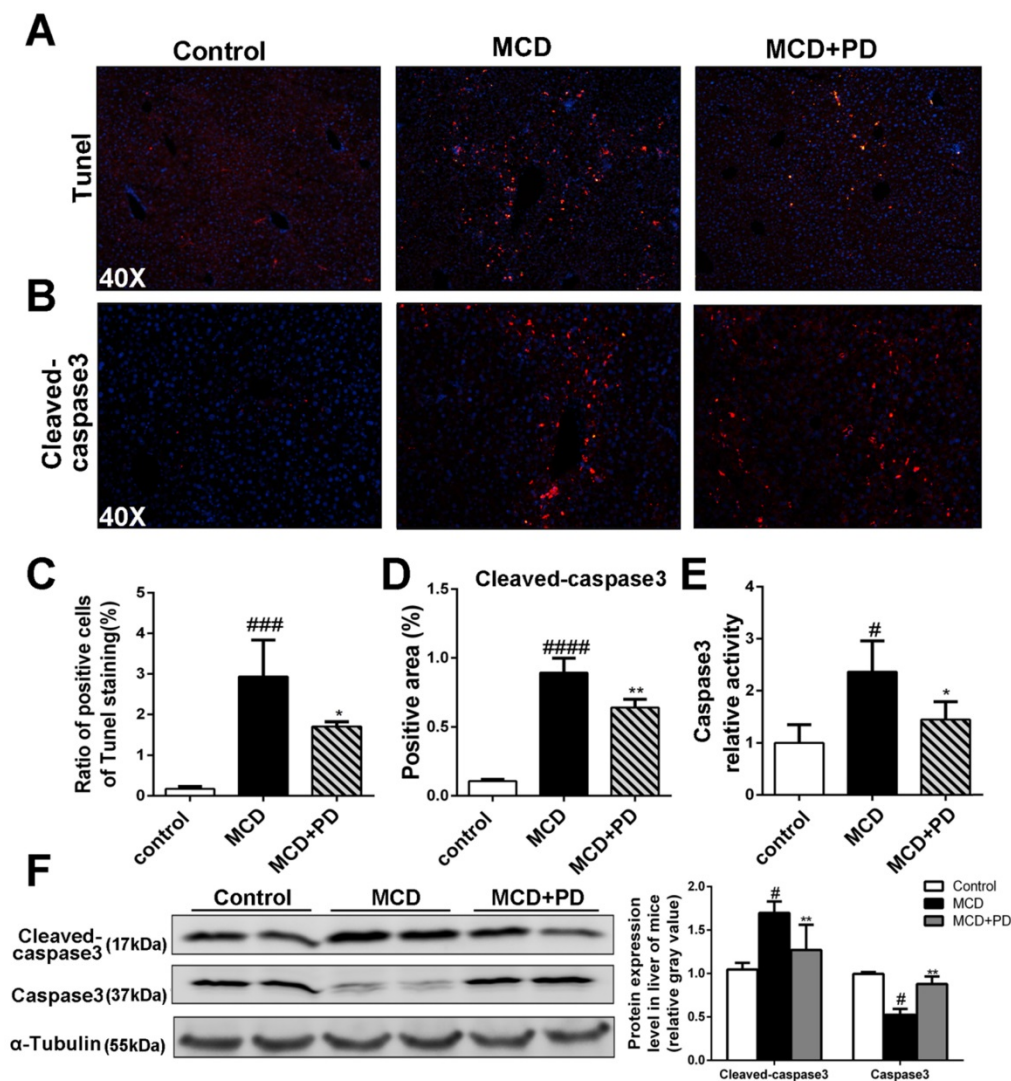 A
Control
MCD
MCD+PD
Tunel
40X
B
Cleaved-
caspase3
40X
C
Ratio of positive cells
of Tunel staining(%)
5
4
3
2
1
0
###
*
control
MCD
MCD+PD
D
Cleaved-caspase3
Positive area (%)
1.5
1.0
0.5
0.0
####
**
control
MCD
MCD+PD
E
Caspase3
relative activity
4
3
2
1
0
#
*
control
MCD
MCD+PD
F
Control
MCD
MCD+PD
Cleaved-
caspase3 (17kDa)
Caspase3 (37kDa)
α-Tubulin (55kDa)
Protein expression
level in liver of mice
(relative gray value)
2.0
1.5
1.0
0.5
0.0
#
**
#
**
Cleaved-caspase3
Caspase3
Control
MCD
MCD+PD